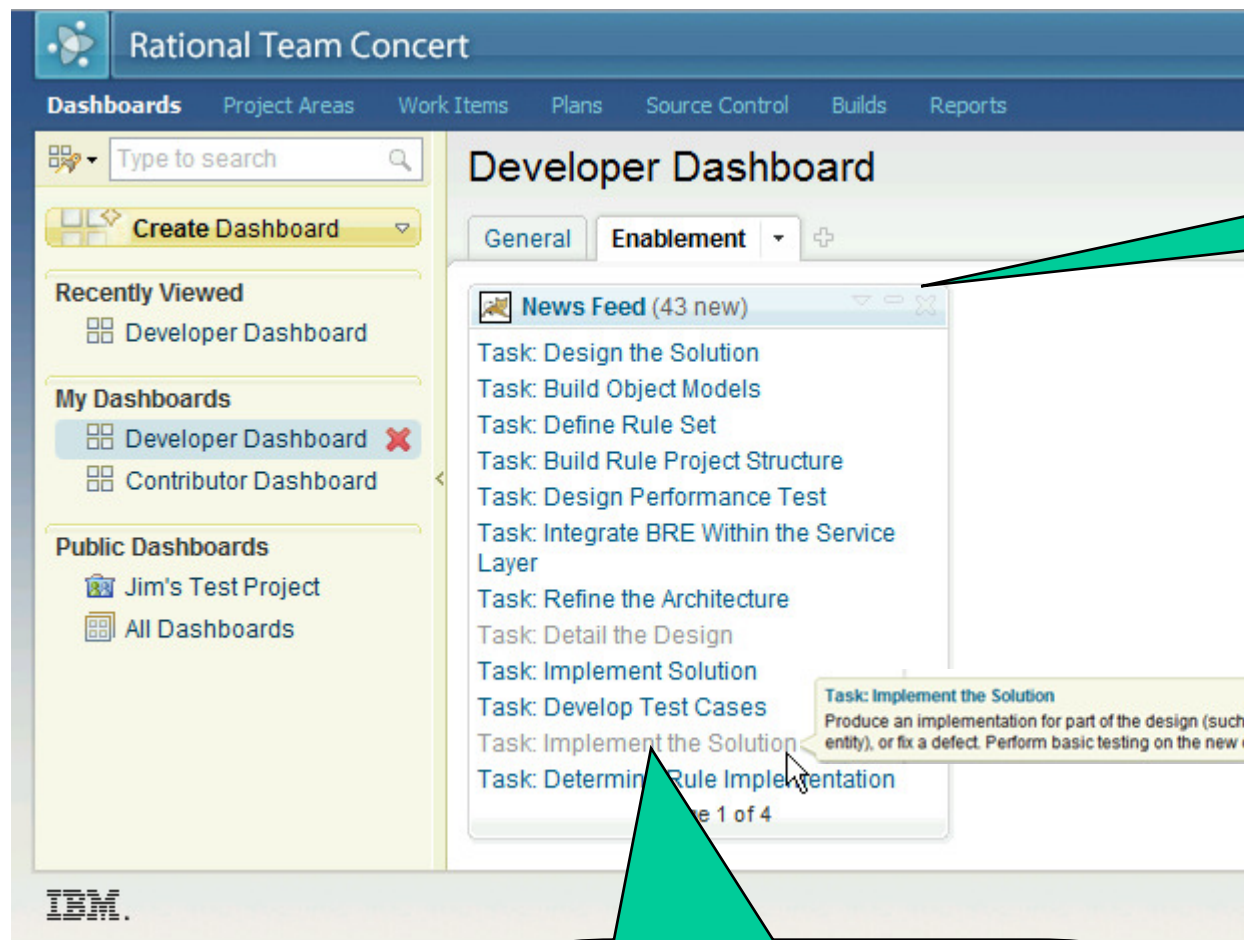 Rational Team Concert
Dashboards Project Areas Work Items Plans Source Control Builds Reports
Type to search
Create Dashboard
Recently Viewed
Developer Dashboard
My Dashboards
Developer Dashboard
Contributor Dashboard
Public Dashboards
Jim's Test Project
All Dashboards
Developer Dashboard
General Enablement
News Feed (43 new)
Task: Design the Solution
Task: Build Object Models
Task: Define Rule Set
Task: Build Rule Project Structure
Task: Design Performance Test
Task: Integrate BRE Within the Service
Layer
Task: Refine the Architecture
Task: Detail the Design
Task: Implement Solution
Task: Develop Test Cases
Task: Implement the Solution
Task: Determine Rule Implementation
1 of 4
Task: Implement the Solution
Produce an implementation for part of the design (such
entity), or fix a defect. Perform basic testing on the new
IBM.